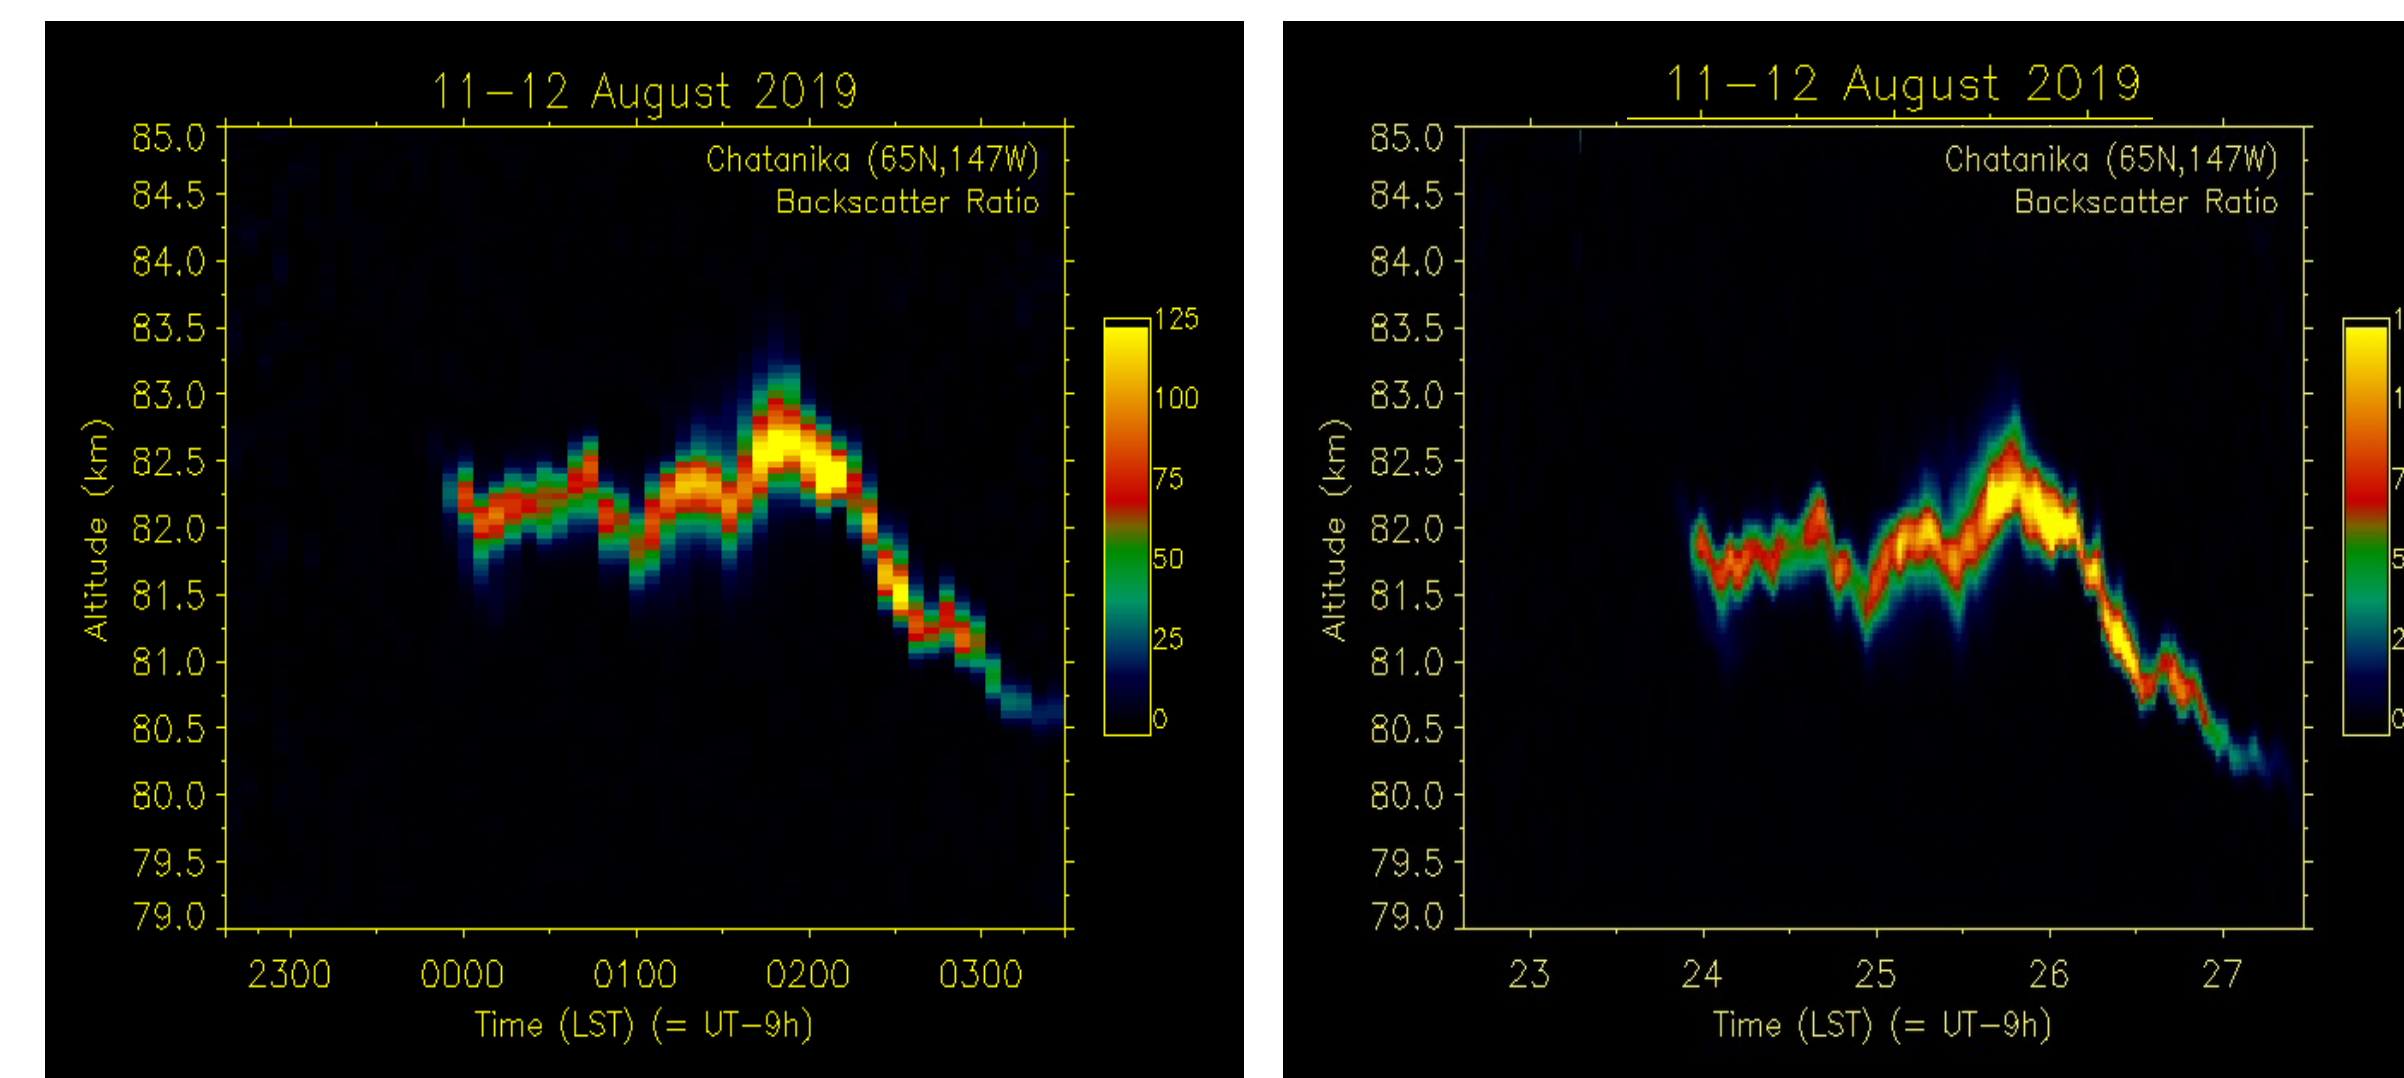 11-12 August 2019
Chatanika (65N,147W)
Backscatter Ratio
85.0
84.5
84.0
83.5
83.0
82.5
82.0
81.5
81.0
80.5
80.0
79.5
79.0
Altitude (km)
2300 0000 0100 0200 0300
Time (LST) (= UT-9h)
125
100
75
50
25
0
11-12 August 2019
Chatanika (65N,147W)
Backscatter Ratio
85.0
84.5
84.0
83.5
83.0
82.5
82.0
81.5
81.0
80.5
80.0
79.5
79.0
Altitude (km)
23 24 25 26 27
Time (LST) (= UT-9h)